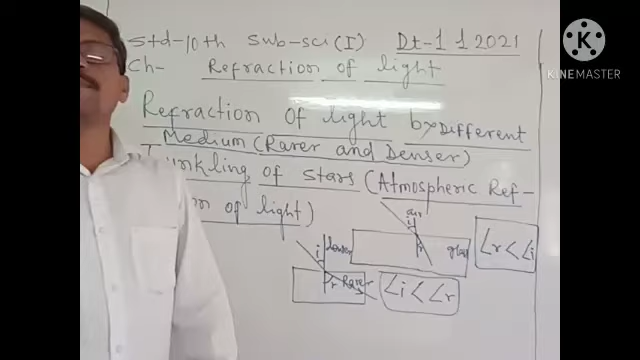 Std-10th Sub-sci(I) Dt-1 1 2021
Ch- Refraction of light
Refraction Of light by Different
Medium (Rarer and Denser)
Twinkling of stars (Atmospheric Ref-
of light)
air
i
r
∠r < ∠i
i
Denser
r
Rarer
∠i < ∠r
K
KINEMASTER